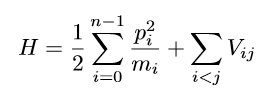 H = \frac{1}{2} \sum_{i=0}^{n-1} \frac{p_i^2}{m_i} + \sum_{i<j} V_{ij}